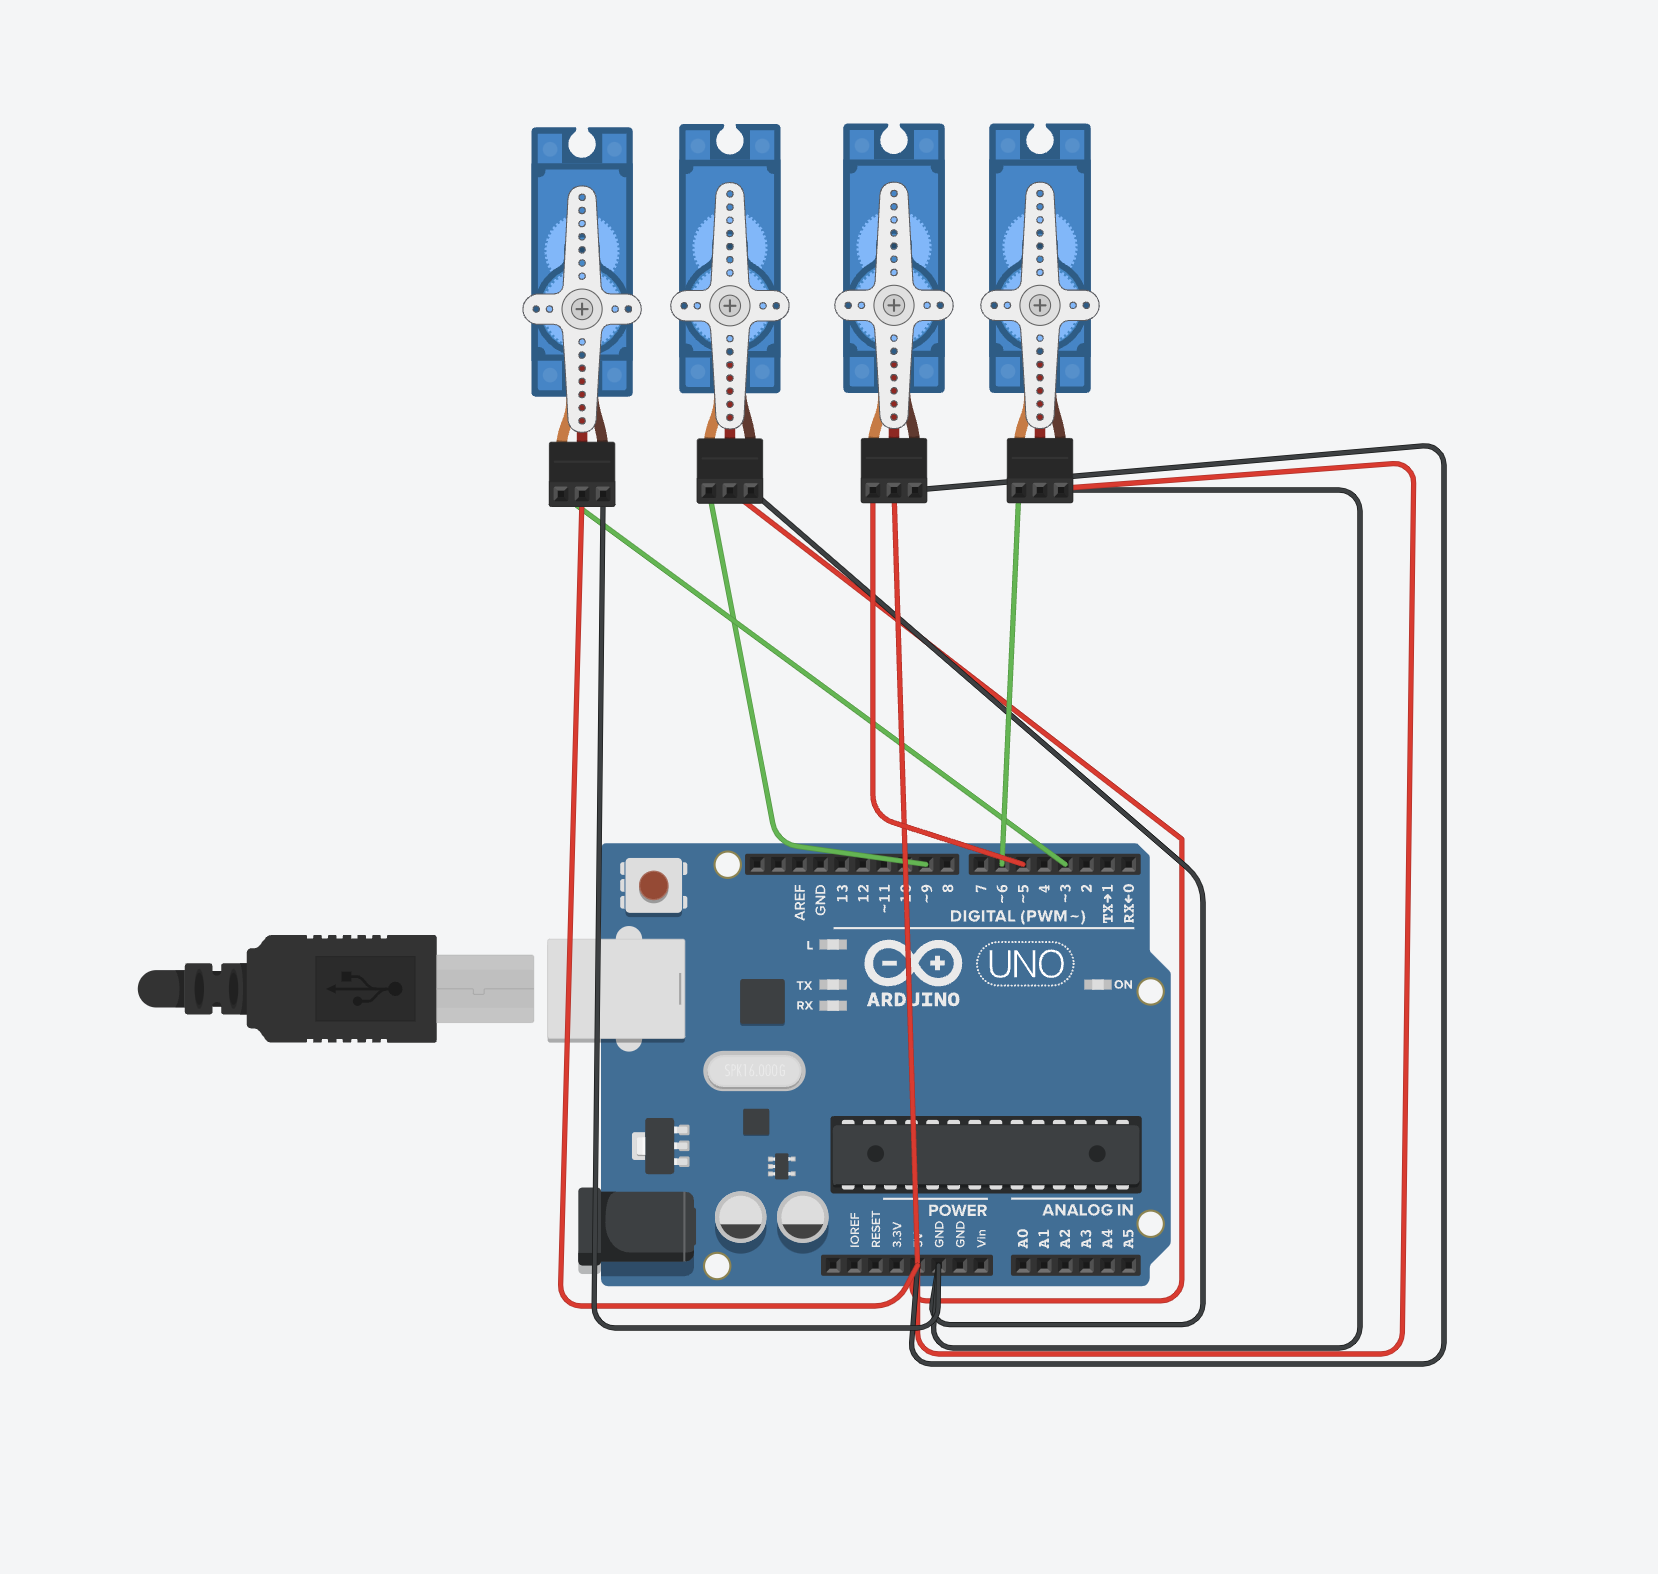 AREF
GND
13
12
~11
10
~9
8
7
~6
~5
4
~3
2
TX→1
RX←0
DIGITAL (PWM~)
L
TX
RX
ARDUINO
UNO
ON
SPK16.000G
POWER
ANALOG IN
IOREF
RESET
3.3V
5V
GND
GND
Vin
A0
A1
A2
A3
A4
A5